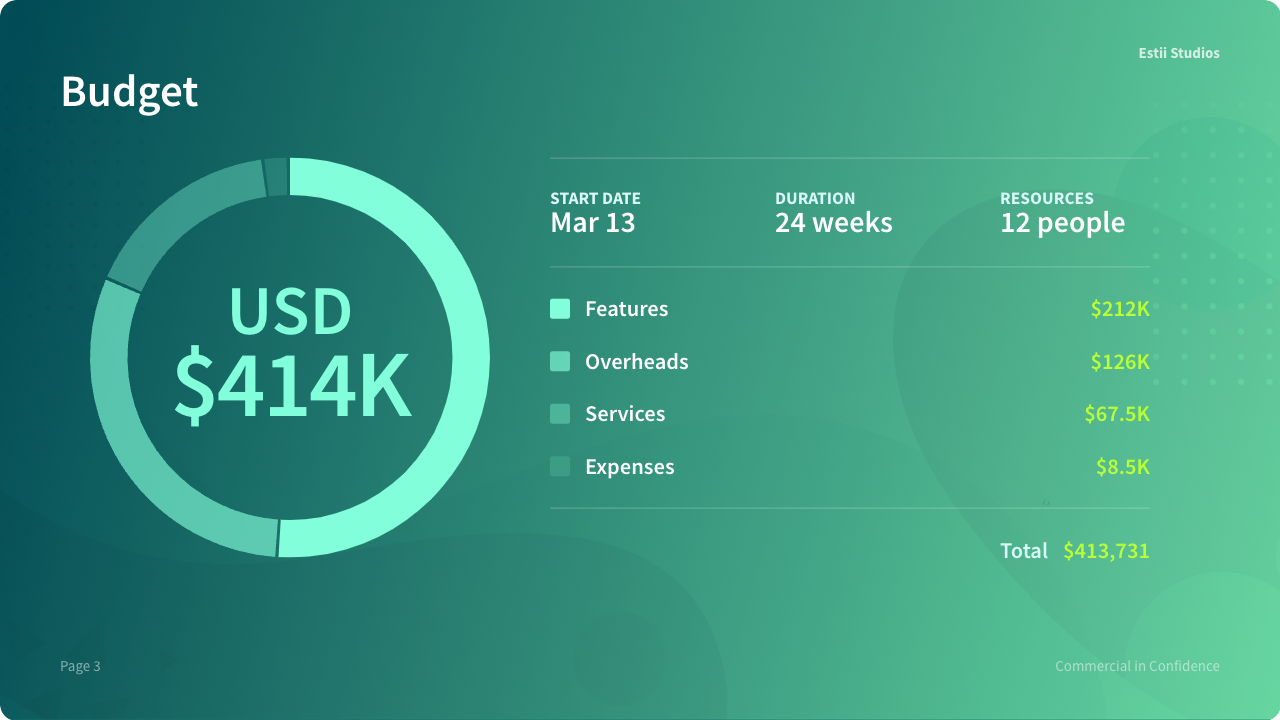 Estii Studios
Budget
USD
$414K
START DATE
Mar 13
DURATION
24 weeks
RESOURCES
12 people
Features $212K
Overheads $126K
Services $67.5K
Expenses $8.5K
Total $413,731
Page 3
Commercial in Confidence